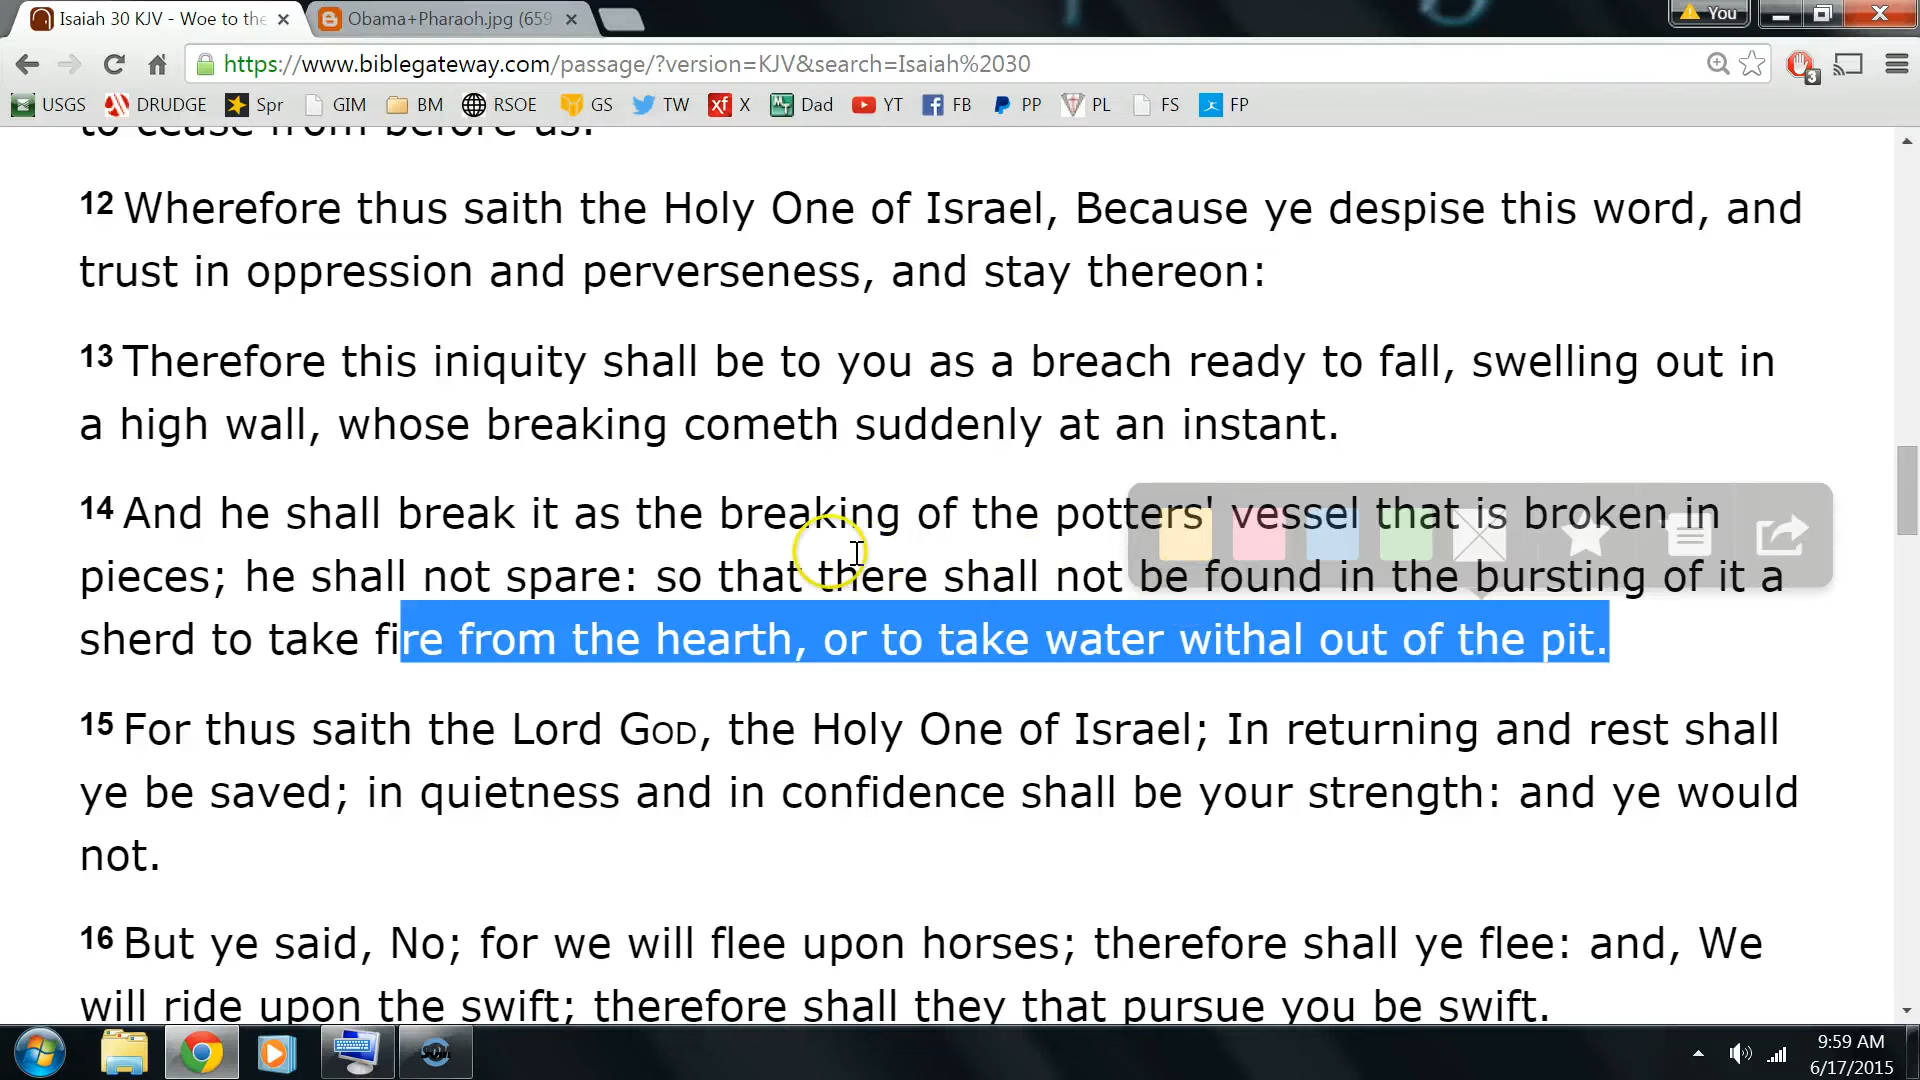 Isaiah 30 KJV - Woe to the
Obama+Pharaoh.jpg (659
You
https://www.biblegateway.com/passage/?version=KJV&search=Isaiah%2030
3
USGS DRUDGE Spr GIM BM RSOE GS TW X Dad YT FB PP PL FS FP
to cease from before us.
12 Wherefore thus saith the Holy One of Israel, Because ye despise this word, and
trust in oppression and perverseness, and stay thereon:
13 Therefore this iniquity shall be to you as a breach ready to fall, swelling out in
a high wall, whose breaking cometh suddenly at an instant.
14 And he shall break it as the breaking of the potters' vessel that is broken in
pieces; he shall not spare: so that there shall not be found in the bursting of it a
sherd to take fire from the hearth, or to take water withal out of the pit.
15 For thus saith the Lord GOD, the Holy One of Israel; In returning and rest shall
ye be saved; in quietness and in confidence shall be your strength: and ye would
not.
16 But ye said, No; for we will flee upon horses; therefore shall ye flee: and, We
will ride upon the swift; therefore shall they that pursue you be swift.
9:59 AM
6/17/2015